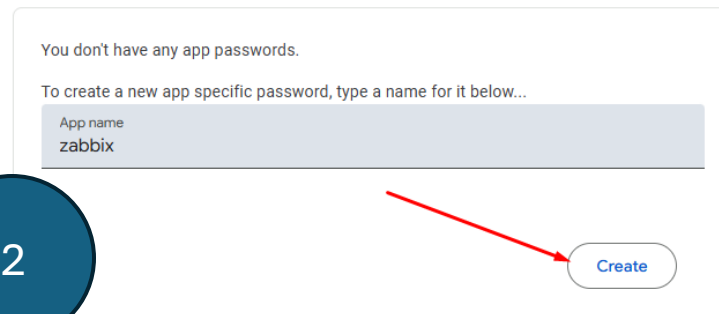 You don't have any app passwords.
To create a new app specific password, type a name for it below...
App name
zabbix
2
Create